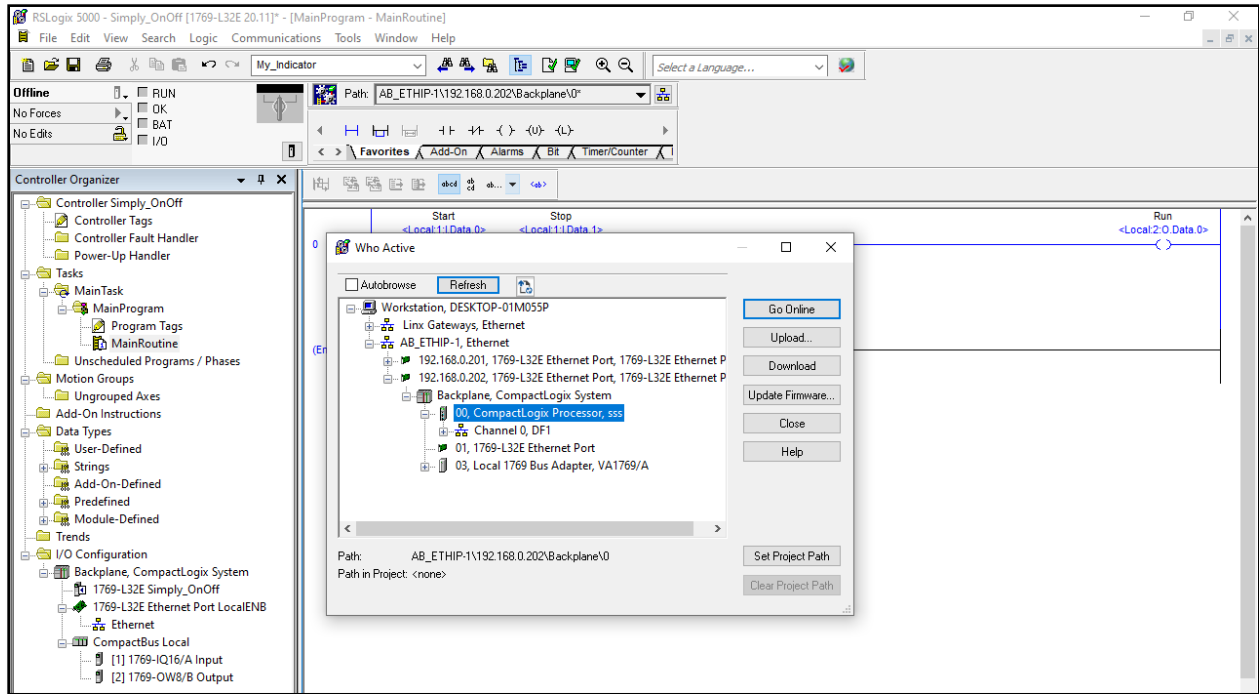 RSLogix 5000 - Simply_OnOff [1769-L32E 20.11]* - [MainProgram - MainRoutine]
File Edit View Search Logic Communications Tools Window Help
My_Indicator
Select a Language...
Offline
RUN
No Forces
OK
No Edits
BAT
I/O
Path: AB_ETHIP-1\192.168.0.202\Backplane\0*
Favorites Add-On Alarms Bit Timer/Counter
Controller Organizer
Controller Simply_OnOff
Controller Tags
Controller Fault Handler
Power-Up Handler
Tasks
MainTask
MainProgram
Program Tags
MainRoutine
Unscheduled Programs / Phases
Motion Groups
Ungrouped Axes
Add-On Instructions
Data Types
User-Defined
Strings
Add-On-Defined
Predefined
Module-Defined
Trends
I/O Configuration
Backplane, CompactLogix System
1769-L32E Simply_OnOff
1769-L32E Ethernet Port LocalENB
Ethernet
CompactBus Local
[1] 1769-IQ16/A Input
[2] 1769-OW8/B Output
abcd ab cd ab... <ab>
Start Stop Run
<Local:1:I.Data.0> <Local:1:I.Data.1> <Local:2:O.Data.0>
0
(En
Who Active
Autobrowse Refresh
Workstation, DESKTOP-01M055P
Linx Gateways, Ethernet
AB_ETHIP-1, Ethernet
192.168.0.201, 1769-L32E Ethernet Port, 1769-L32E Ethernet P
192.168.0.202, 1769-L32E Ethernet Port, 1769-L32E Ethernet P
Backplane, CompactLogix System
00, CompactLogix Processor, sss
Channel 0, DF1
01, 1769-L32E Ethernet Port
03, Local 1769 Bus Adapter, VA1769/A
Go Online
Upload...
Download
Update Firmware...
Close
Help
Path: AB_ETHIP-1\192.168.0.202\Backplane\0
Path in Project: <none>
Set Project Path
Clear Project Path